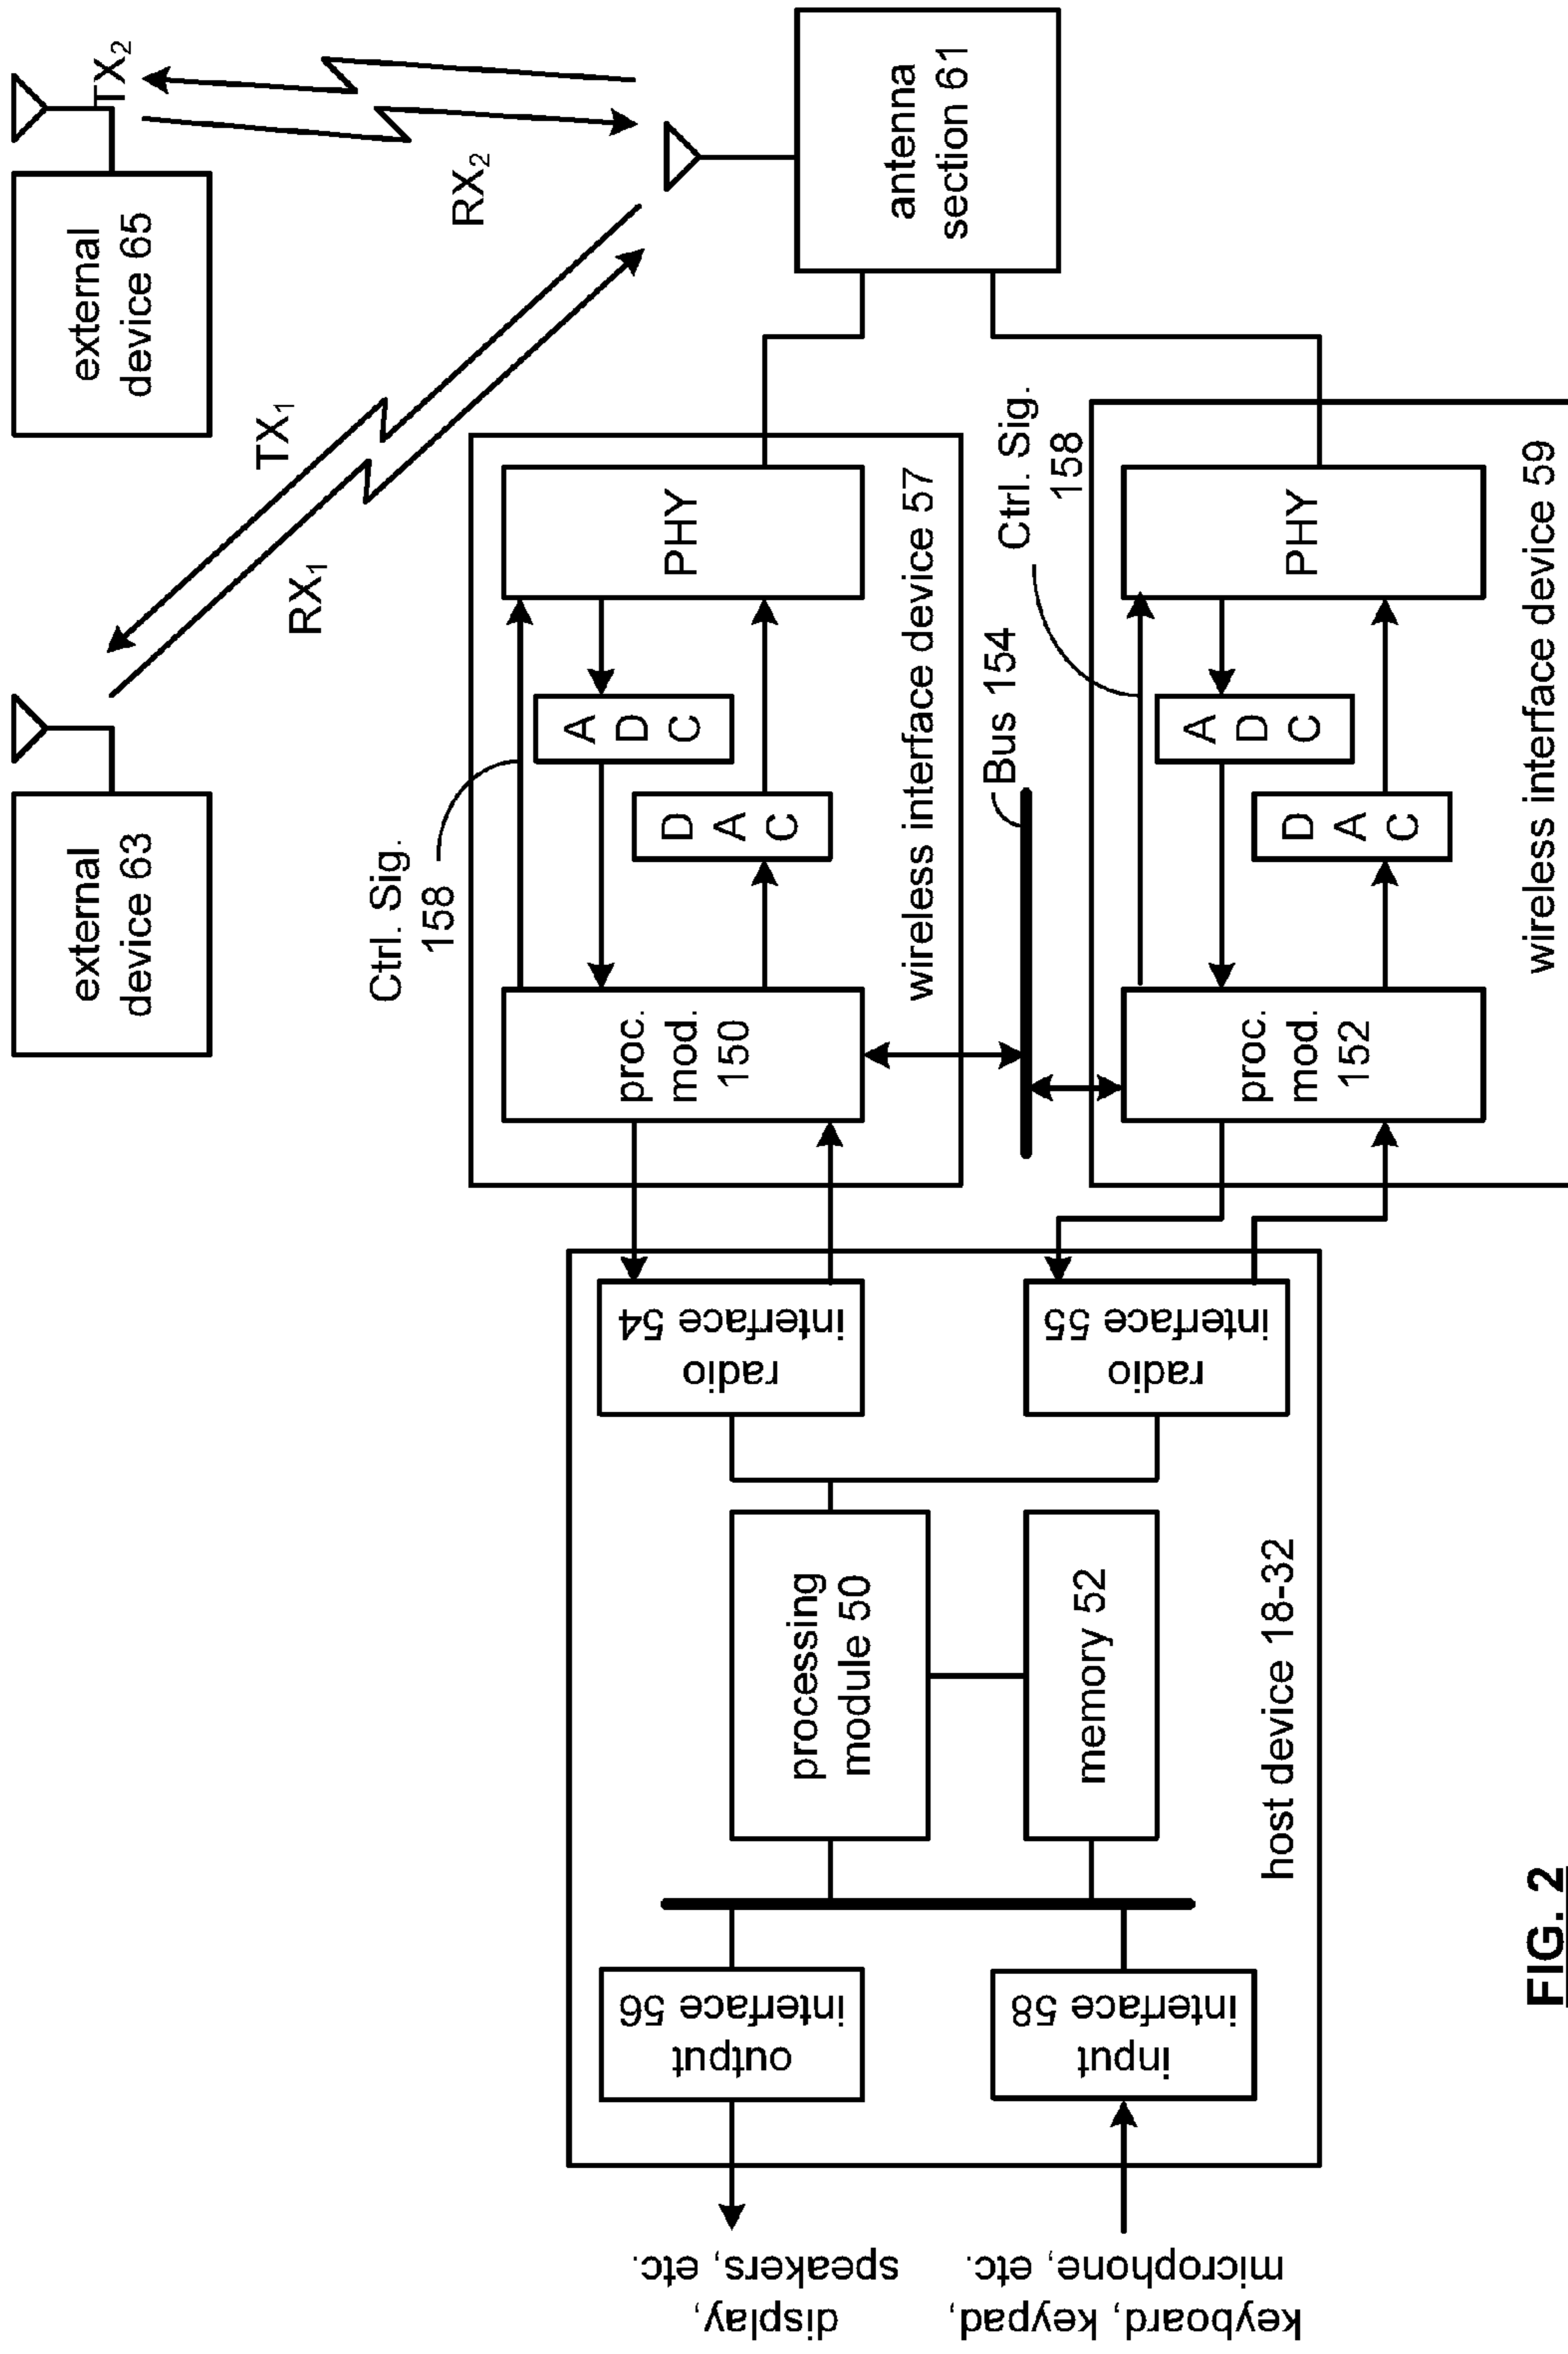 external
device 63
external
device 65
TX₂
RX₂
TX₁
RX₁
antenna
section 61
Ctrl. Sig.
158
proc.
mod.
150
A
D
C
D
A
C
PHY
wireless interface device 57
Bus 154
Ctrl. Sig.
158
proc.
mod.
152
A
D
C
D
A
C
PHY
wireless interface device 59
radio
interface 54
radio
interface 55
processing
module 50
memory 52
host device 18-32
output
interface 56
input
interface 58
display,
speakers, etc.
keyboard, keypad,
microphone, etc.
FIG. 2